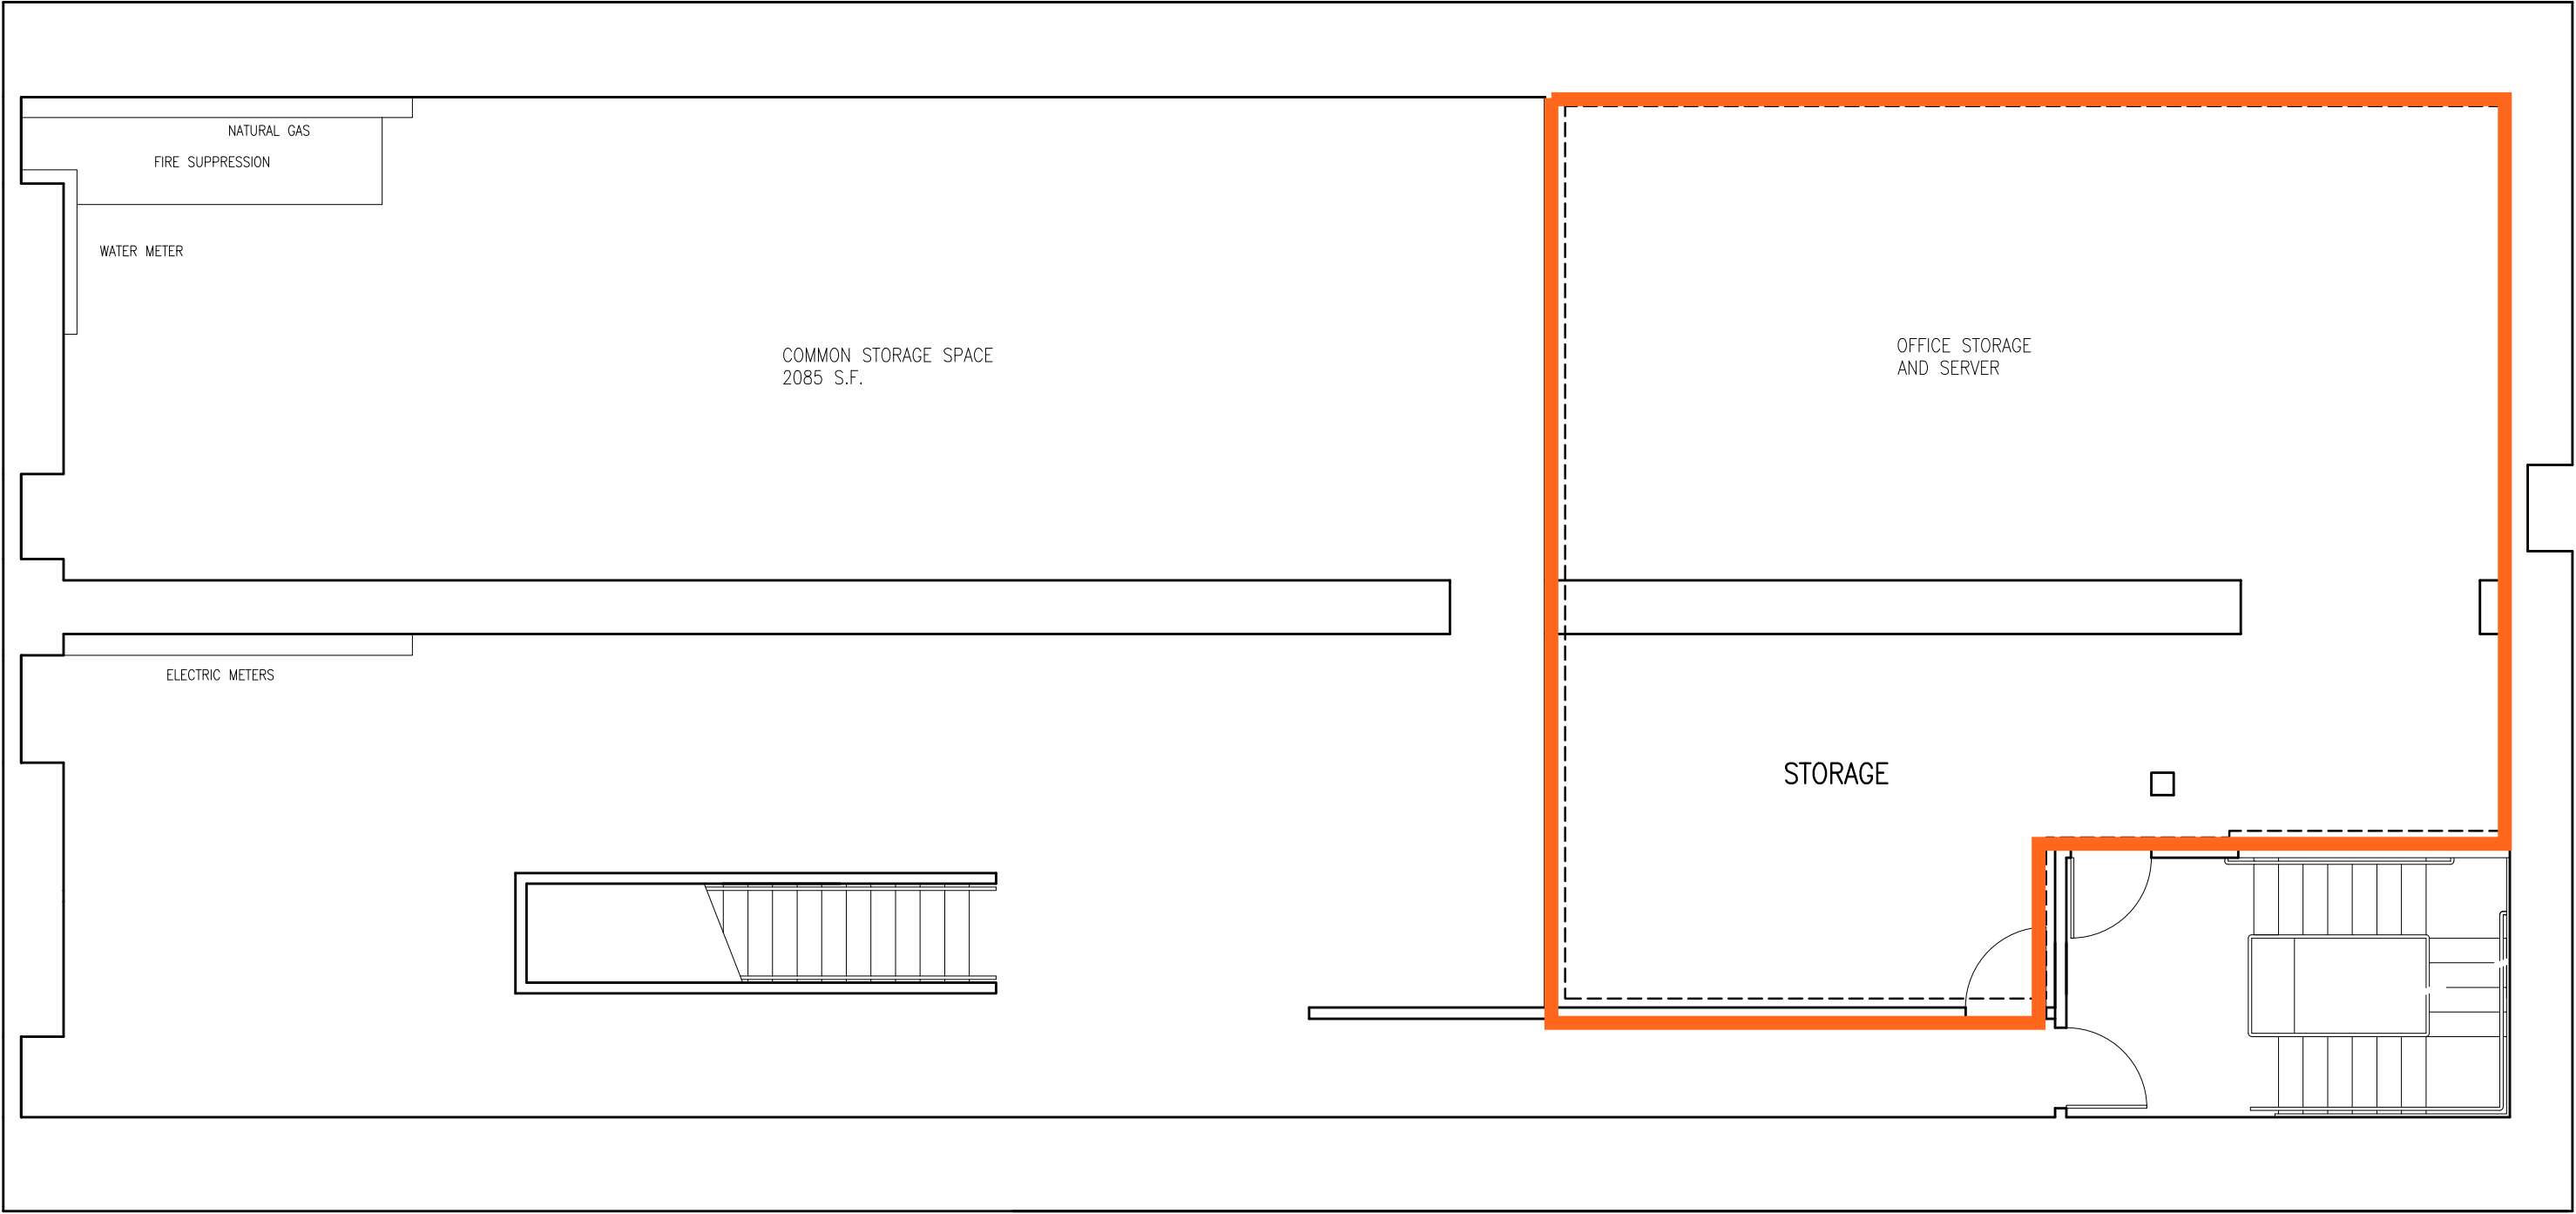 NATURAL GAS
FIRE SUPPRESSION
WATER METER
COMMON STORAGE SPACE
2085 S.F.
OFFICE STORAGE
AND SERVER
ELECTRIC METERS
STORAGE